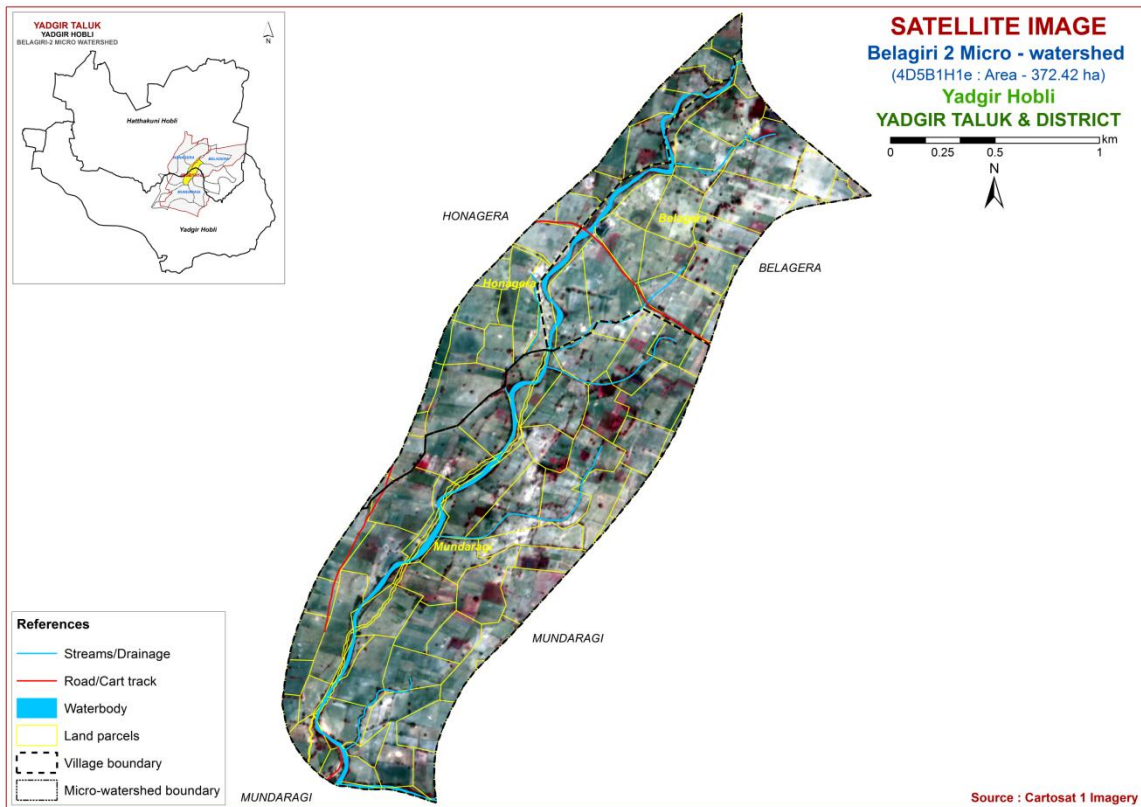 YADGIR TALUK
YADGIR HOBLI
BELAGIRI-2 MICRO WATERSHED
N
Hatthakuni Hobli
HONAGERA
BELAGERA
MUNDARAGI
Yadgir Hobli
SATELLITE IMAGE
Belagiri 2 Micro - watershed
(4D5B1H1e : Area - 372.42 ha)
Yadgir Hobli
YADGIR TALUK & DISTRICT
km
0 0.25 0.5 1
N
HONAGERA
Belagera
BELAGERA
Honagera
Mundaragi
MUNDARAGI
References
Streams/Drainage
Road/Cart track
Waterbody
Land parcels
Village boundary
Micro-watershed boundary
MUNDARAGI
Source : Cartosat 1 Imagery